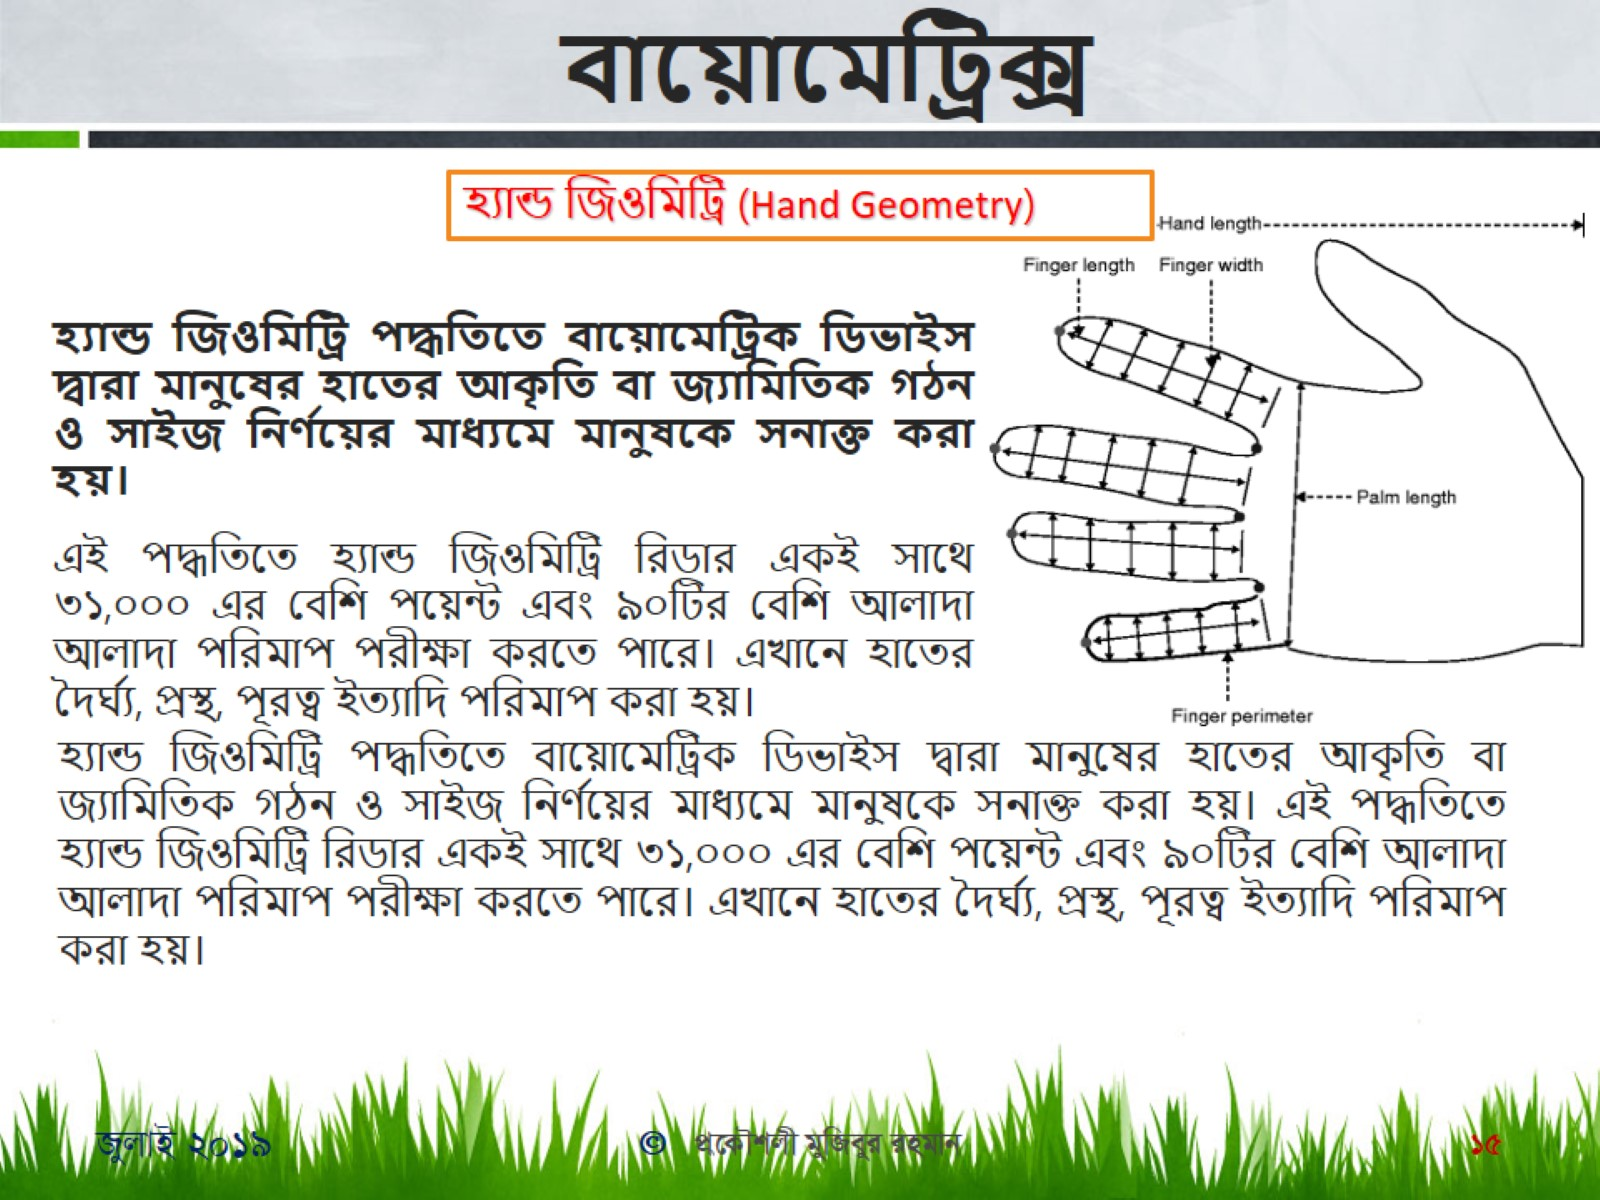 বায়োমেট্রিক্স
হ্যান্ড জিওমিট্রি (Hand Geometry)
Hand length
Finger length Finger width
হ্যান্ড জিওমিট্রি পদ্ধতিতে বায়োমেট্রিক ডিভাইস
দ্বারা মানুষের হাতের আকৃতি বা জ্যামিতিক গঠন
ও সাইজ নির্ণয়ের মাধ্যমে মানুষকে সনাক্ত করা
হয়।
Palm length
এই পদ্ধতিতে হ্যান্ড জিওমিট্রি রিডার একই সাথে
৩১,০০০ এর বেশি পয়েন্ট এবং ৯০টির বেশি আলাদা
আলাদা পরিমাপ পরীক্ষা করতে পারে। এখানে হাতের
দৈর্ঘ্য, প্রস্থ, পূরত্ব ইত্যাদি পরিমাপ করা হয়।
Finger perimeter
হ্যান্ড জিওমিট্রি পদ্ধতিতে বায়োমেট্রিক ডিভাইস দ্বারা মানুষের হাতের আকৃতি বা
জ্যামিতিক গঠন ও সাইজ নির্ণয়ের মাধ্যমে মানুষকে সনাক্ত করা হয়। এই পদ্ধতিতে
হ্যান্ড জিওমিট্রি রিডার একই সাথে ৩১,০০০ এর বেশি পয়েন্ট এবং ৯০টির বেশি আলাদা
আলাদা পরিমাপ পরীক্ষা করতে পারে। এখানে হাতের দৈর্ঘ্য, প্রস্থ, পূরত্ব ইত্যাদি পরিমাপ
করা হয়।
জুলাই ২০১৯ © প্রকৌশলী মুজিবুর রহমান ১৫